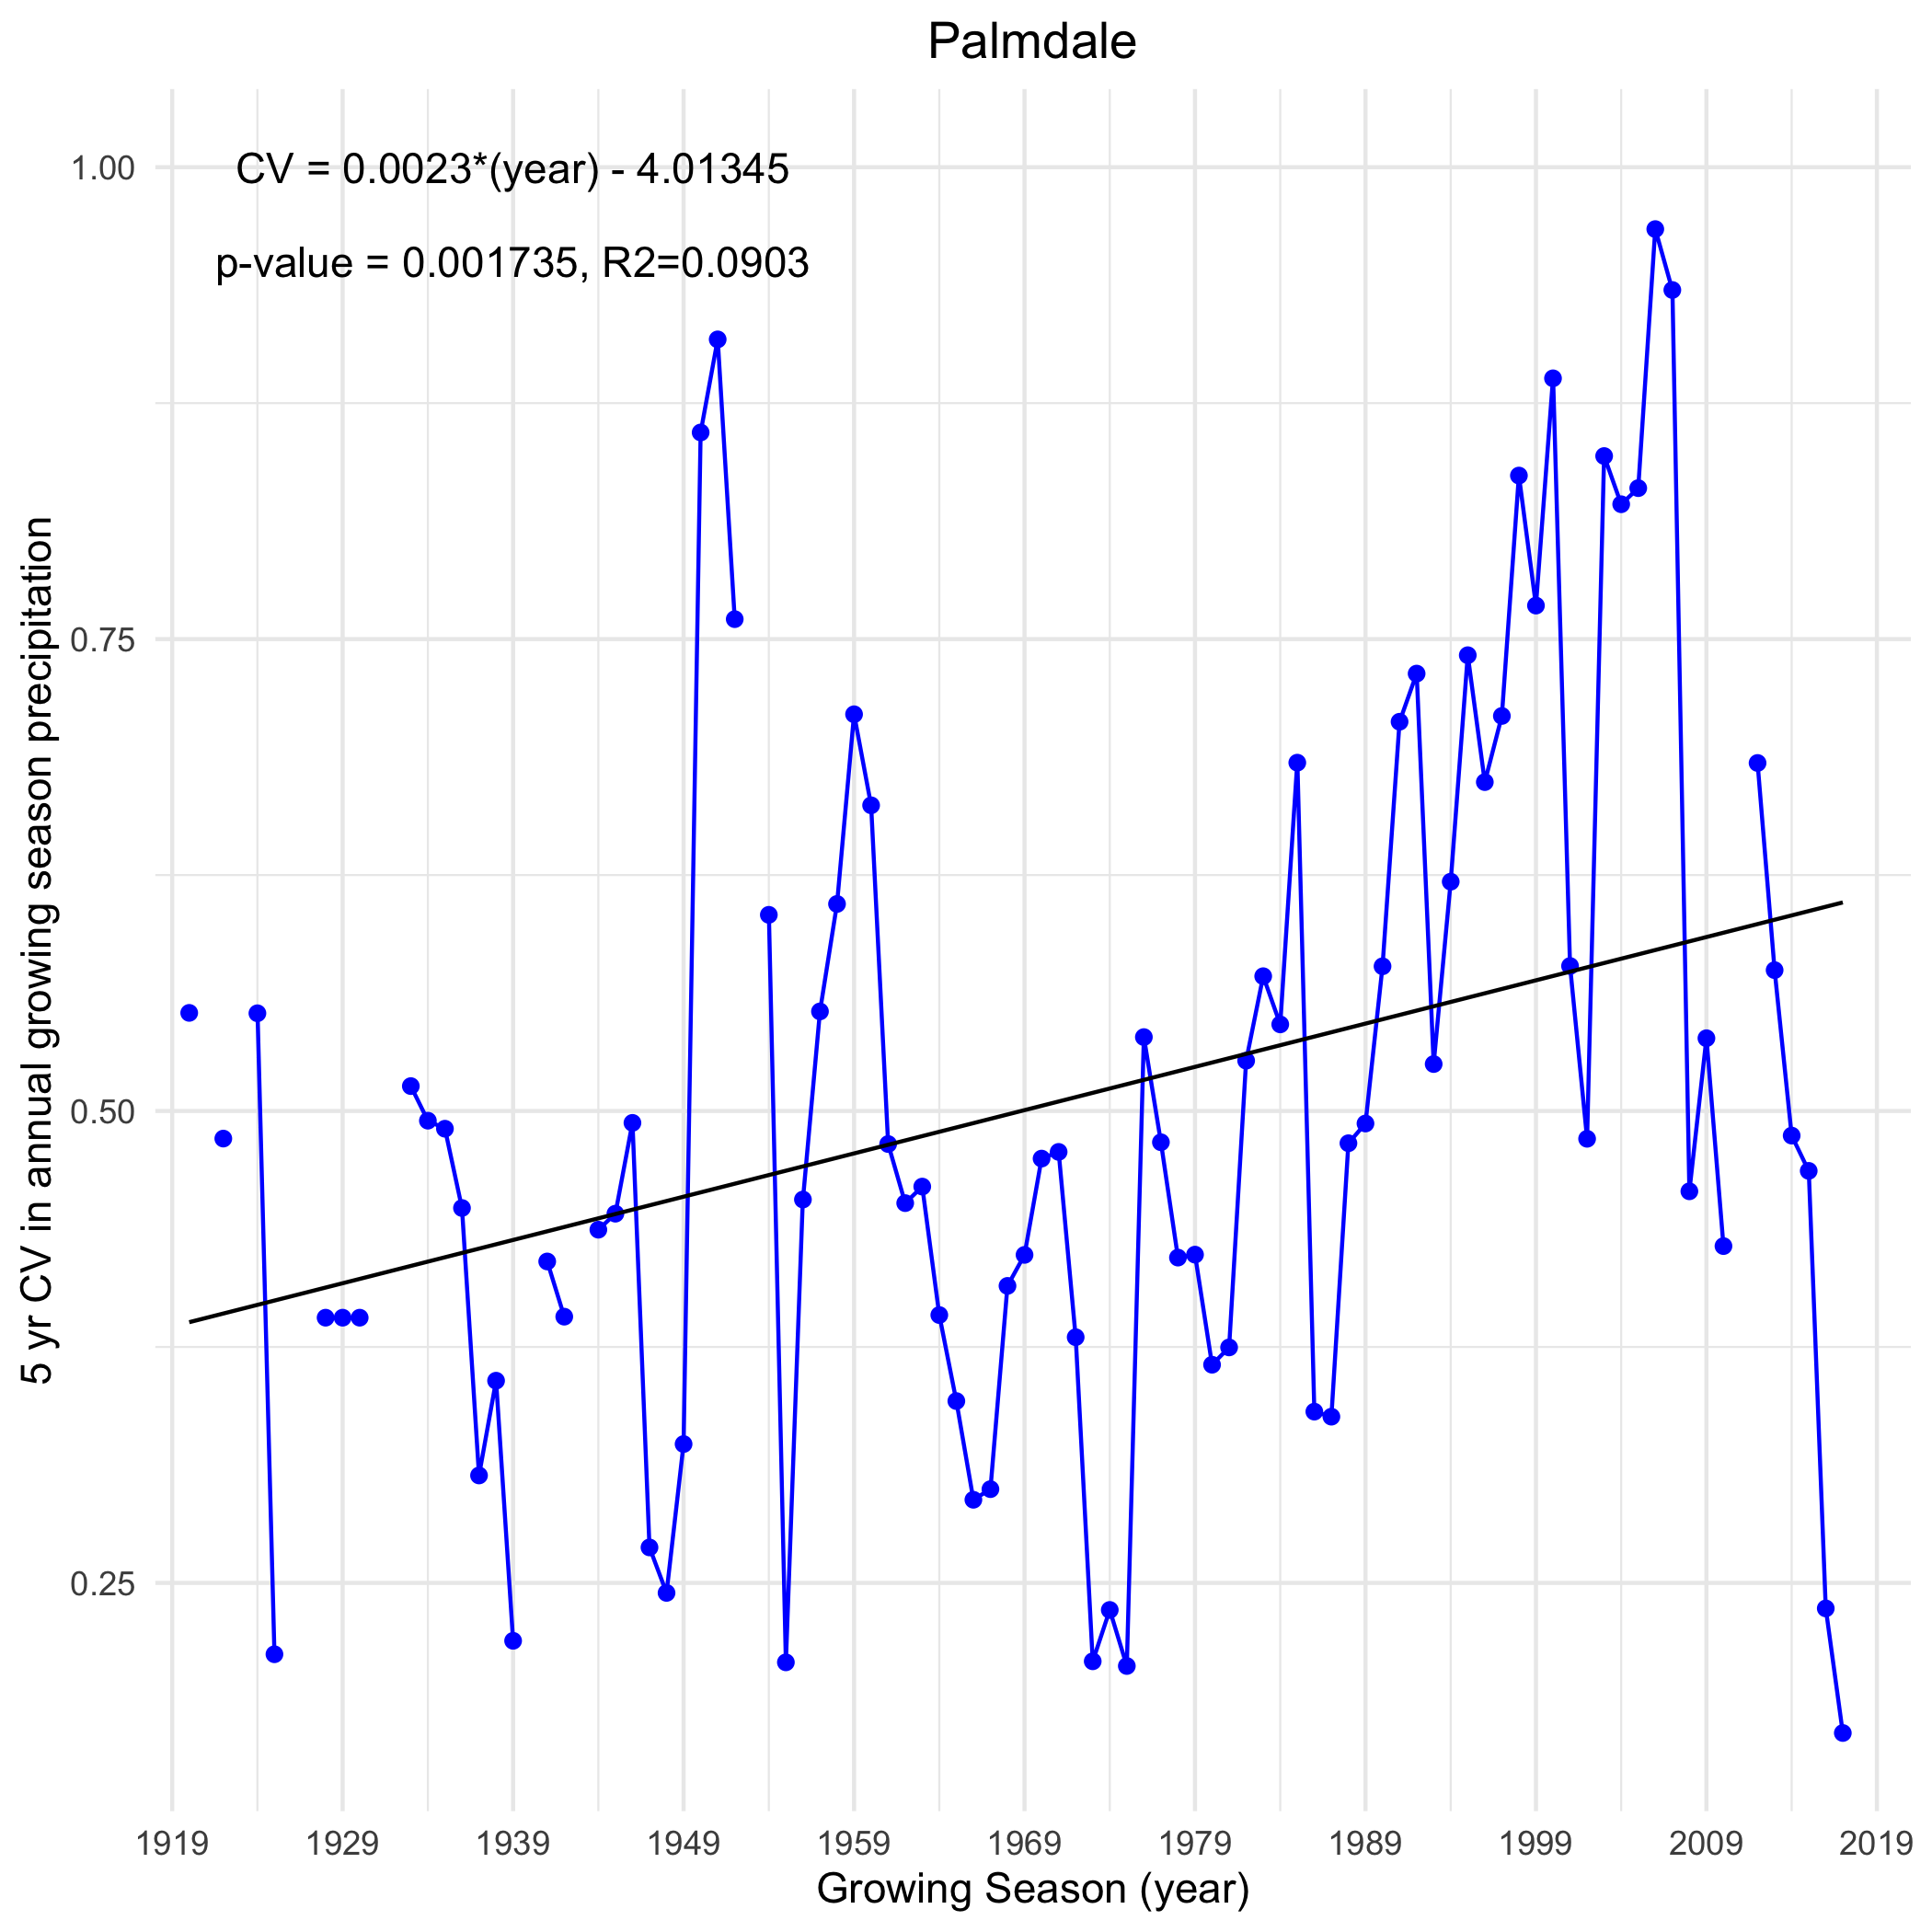 Palmdale
CV = 0.0023*(year) - 4.01345
p-value = 0.001735, R2=0.0903
5 yr CV in annual growing season precipitation
1.00
0.75
0.50
0.25
1919 1929 1939 1949 1959 1969 1979 1989 1999 2009 2019
Growing Season (year)